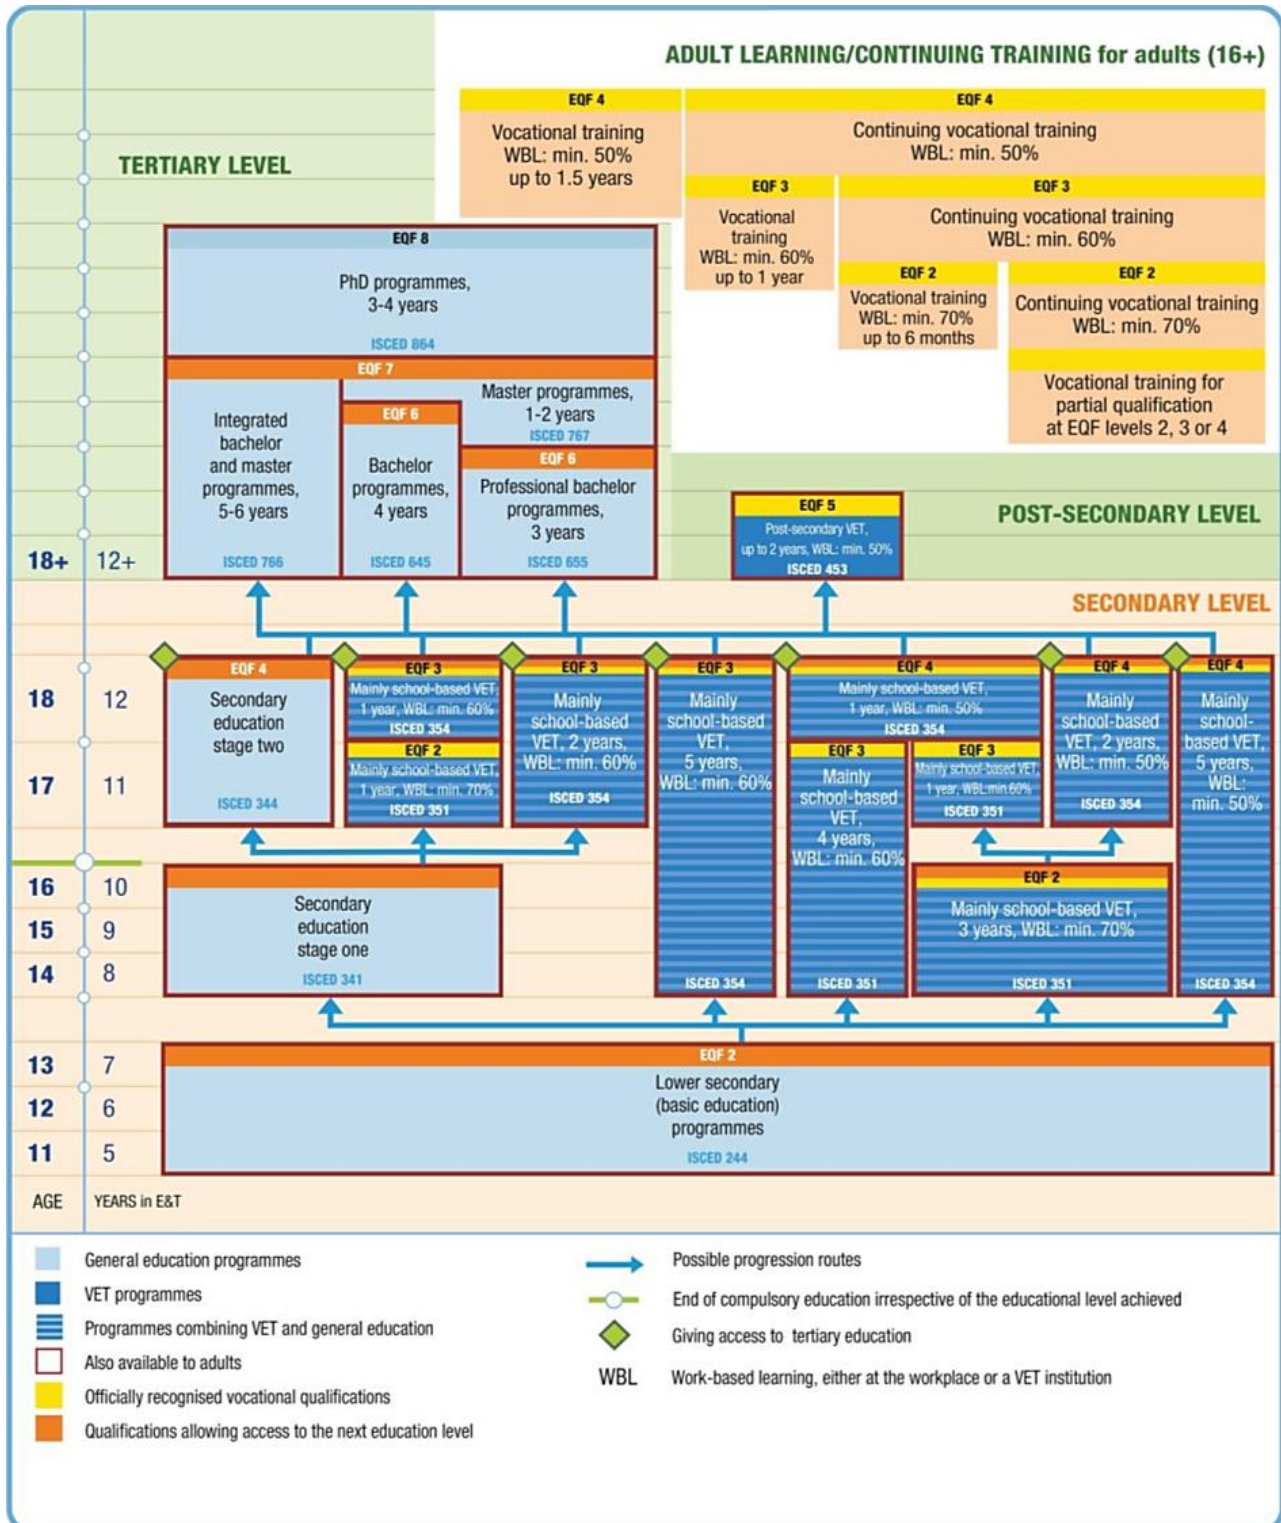 ADULT LEARNING/CONTINUING TRAINING for adults (16+)
EQF 4
Vocational training
WBL: min. 50%
up to 1.5 years
EQF 4
Continuing vocational training
WBL: min. 50%
EQF 3
Vocational
training
WBL: min. 60%
up to 1 year
EQF 3
Continuing vocational training
WBL: min. 60%
EQF 2
Vocational training
WBL: min. 70%
up to 6 months
EQF 2
Continuing vocational training
WBL: min. 70%
Vocational training for
partial qualification
at EQF levels 2, 3 or 4
TERTIARY LEVEL
EQF 8
PhD programmes,
3-4 years
ISCED 864
EQF 7
Integrated
bachelor
and master
programmes,
5-6 years
ISCED 766
Master programmes,
1-2 years
ISCED 767
EQF 6
Bachelor
programmes,
4 years
ISCED 645
EQF 6
Professional bachelor
programmes,
3 years
ISCED 655
POST-SECONDARY LEVEL
EQF 5
Post-secondary VET,
up to 2 years, WBL: min. 50%
ISCED 453
18+ 12+
SECONDARY LEVEL
18 12
17 11
EQF 4
Secondary
education
stage two
ISCED 344
EQF 3
Mainly school-based VET,
1 year, WBL: min. 60%
ISCED 354
EQF 2
Mainly school-based VET,
1 year, WBL: min. 70%
ISCED 351
EQF 3
Mainly
school-based
VET, 2 years,
WBL: min. 60%
ISCED 354
EQF 3
Mainly
school-based
VET,
5 years,
WBL: min. 60%
ISCED 354
EQF 4
Mainly school-based VET,
1 year, WBL: min. 50%
ISCED 354
EQF 3
Mainly
school-based
VET,
4 years,
WBL: min. 60%
ISCED 351
EQF 3
Mainly school-based VET,
1 year, WBL:min.60%
ISCED 351
EQF 4
Mainly
school-based
VET, 2 years,
WBL: min. 50%
ISCED 354
EQF 4
Mainly
school-
based VET,
5 years,
WBL:
min. 50%
ISCED 354
16 10
15 9
14 8
Secondary
education
stage one
ISCED 341
EQF 2
Mainly school-based VET,
3 years, WBL: min. 70%
ISCED 351
13 7
12 6
11 5
EQF 2
Lower secondary
(basic education)
programmes
ISCED 244
AGE YEARS in E&T
General education programmes
VET programmes
Programmes combining VET and general education
Also available to adults
Officially recognised vocational qualifications
Qualifications allowing access to the next education level
Possible progression routes
End of compulsory education irrespective of the educational level achieved
Giving access to tertiary education
WBL Work-based learning, either at the workplace or a VET institution